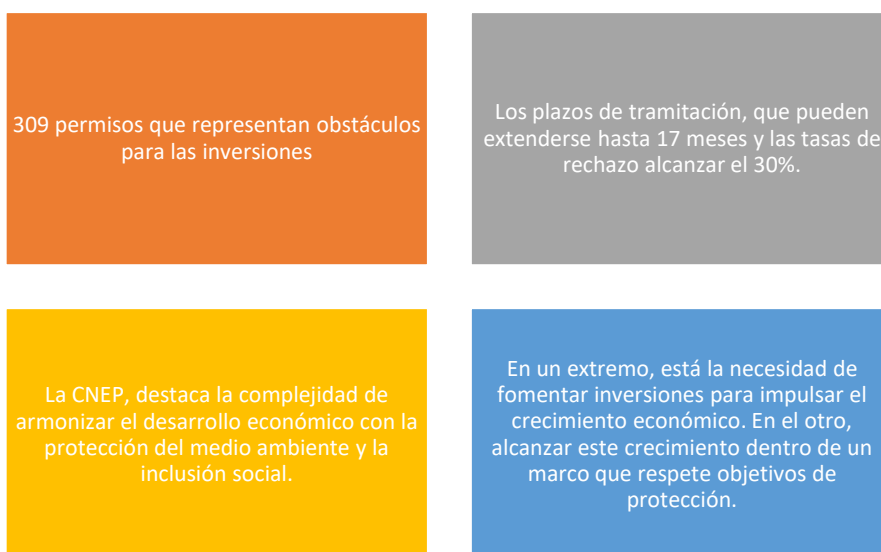 309 permisos que representan obstáculos
para las inversiones
Los plazos de tramitación, que pueden
extenderse hasta 17 meses y las tasas de
rechazo alcanzar el 30%.
La CNEP, destaca la complejidad de
armonizar el desarrollo económico con la
protección del medio ambiente y la
inclusión social.
En un extremo, está la necesidad de
fomentar inversiones para impulsar el
crecimiento económico. En el otro,
alcanzar este crecimiento dentro de un
marco que respete objetivos de
protección.